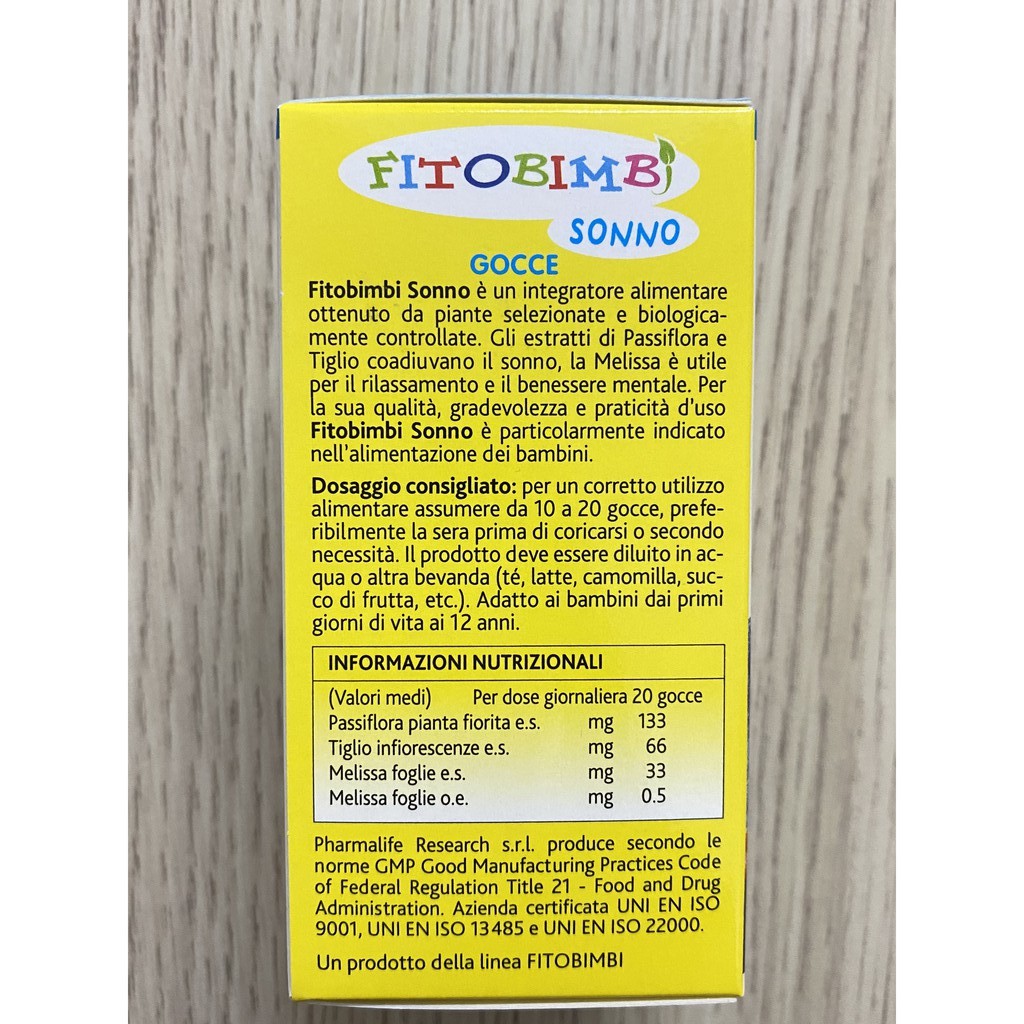 FITOBIMBI
SONNO
GOCCE
Fitobimbi Sonno è un integratore alimentare
ottenuto da piante selezionate e biologica-
mente controllate. Gli estratti di Passiflora e
Tiglio coadiuvano il sonno, la Melissa è utile
per il rilassamento e il benessere mentale. Per
la sua qualità, gradevolezza e praticità d'uso
Fitobimbi Sonno è particolarmente indicato
nell'alimentazione dei bambini.
Dosaggio consigliato: per un corretto utilizzo
alimentare assumere da 10 a 20 gocce, prefe-
ribilmente la sera prima di coricarsi o secondo
necessità. Il prodotto deve essere diluito in ac-
qua o altra bevanda (té, latte, camomilla, suc-
co di frutta, etc.). Adatto ai bambini dai primi
giorni di vita ai 12 anni.
INFORMAZIONI NUTRIZIONALI
(Valori medi) Per dose giornaliera 20 gocce
Passiflora pianta fiorita e.s. mg 133
Tiglio infiorescenze e.s. mg 66
Melissa foglie e.s. mg 33
Melissa foglie o.e. mg 0.5
Pharmalife Research s.r.l. produce secondo le
norme GMP Good Manufacturing Practices Code
of Federal Regulation Title 21 - Food and Drug
Administration. Azienda certificata UNI EN ISO
9001, UNI EN ISO 13485 e UNI EN ISO 22000.
Un prodotto della linea FITOBIMBI